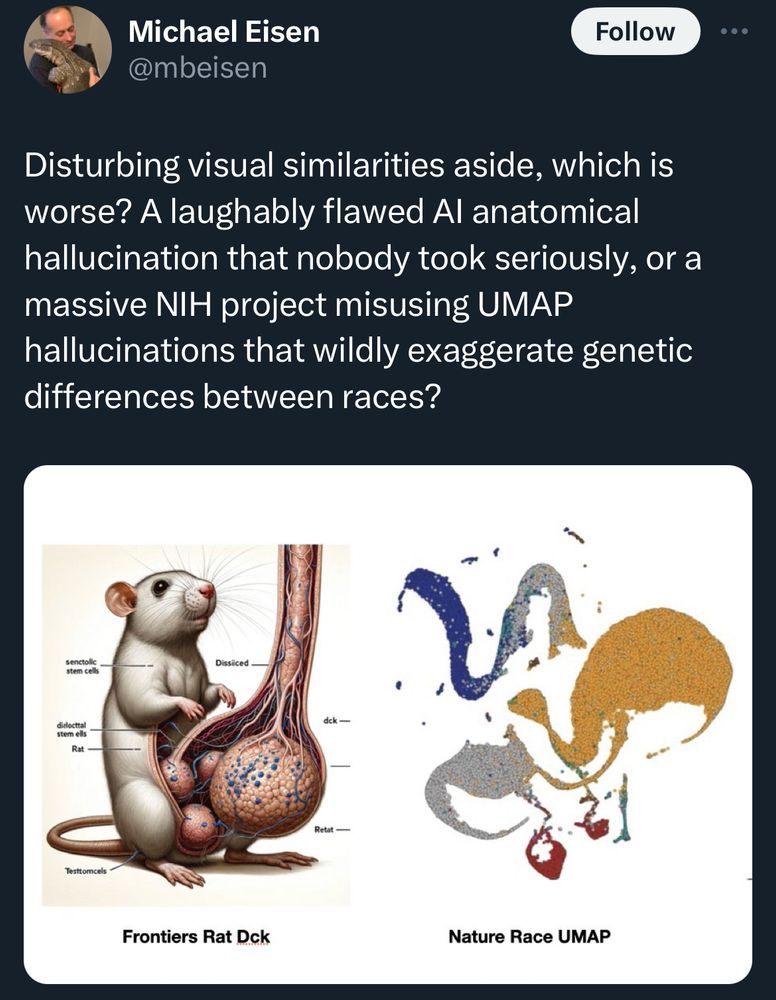 Michael Eisen
@mbeisen
Follow
Disturbing visual similarities aside, which is
worse? A laughably flawed AI anatomical
hallucination that nobody took seriously, or a
massive NIH project misusing UMAP
hallucinations that wildly exaggerate genetic
differences between races?
senctolic
stem cells
Dissiced
dck
dielocttal
stem ells
Rat
Retat
Testtomcels
Frontiers Rat Dck
Nature Race UMAP